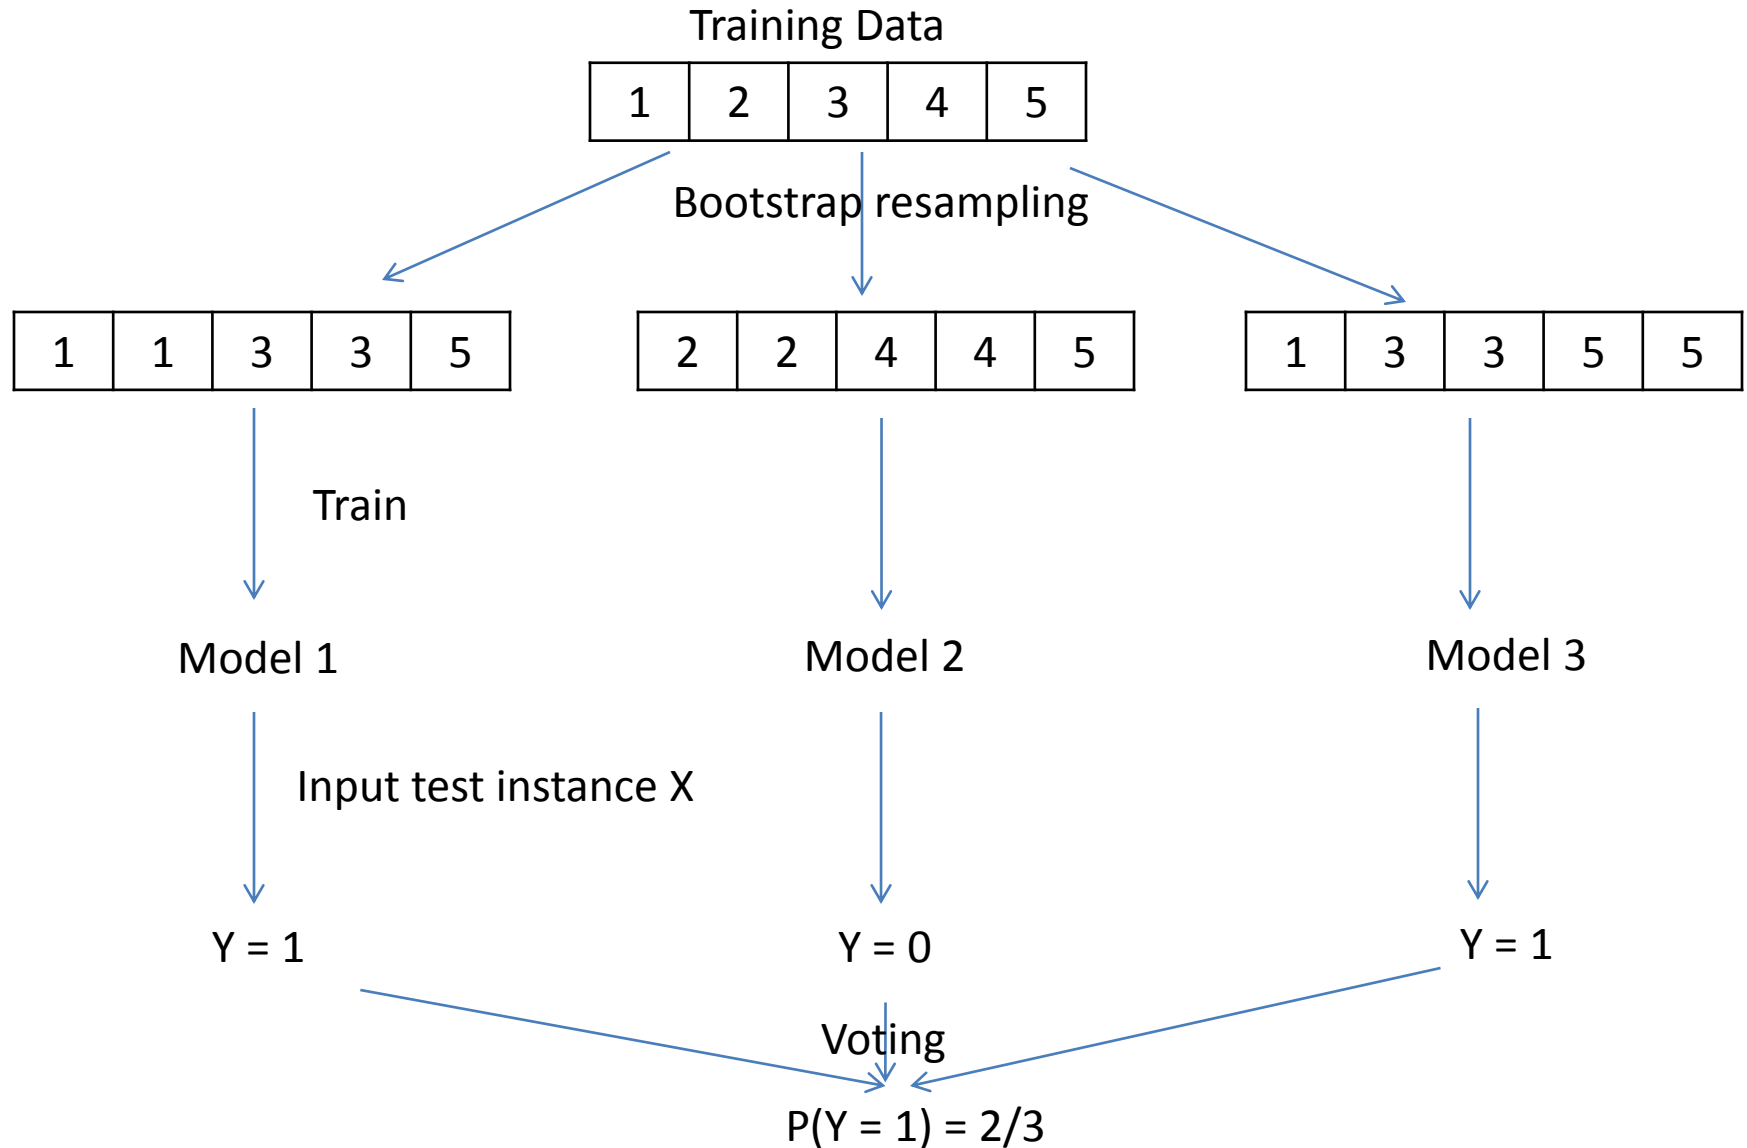 Training Data
1 2 3 4 5
Bootstrap resampling
1 1 3 3 5
2 2 4 4 5
1 3 3 5 5
Train
Model 1
Model 2
Model 3
Input test instance X
Y = 1
Y = 0
Y = 1
Voting
P(Y = 1) = 2/3